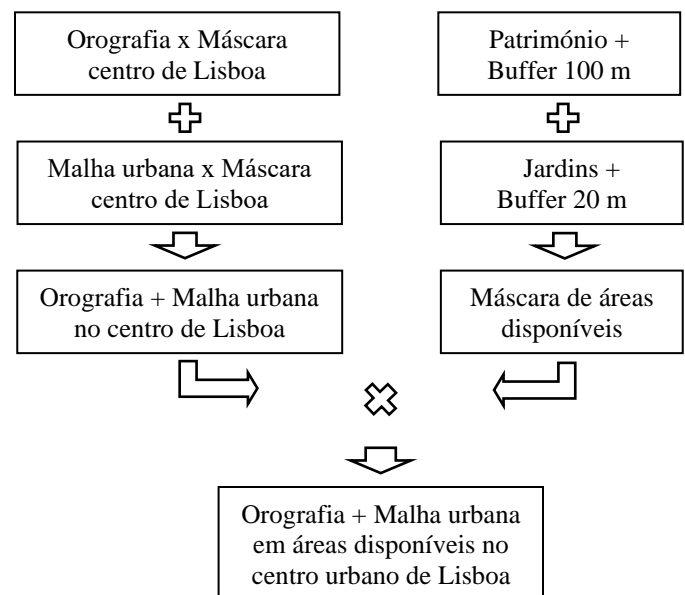 Orografia x Máscara
centro de Lisboa
Património +
Buffer 100 m
Malha urbana x Máscara
centro de Lisboa
Jardins +
Buffer 20 m
Orografia + Malha urbana
no centro de Lisboa
Máscara de áreas
disponíveis
Orografia + Malha urbana
em áreas disponíveis no
centro urbano de Lisboa